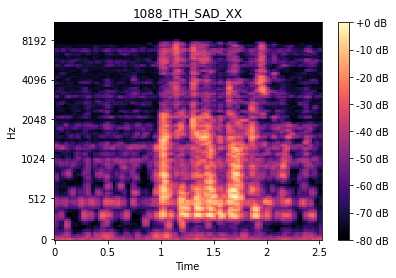 1088_ITH_SAD_XX
8192
4096
2048
1024
512
0
Hz
0
0.5
1
1.5
2
2.5
Time
+0 dB
-10 dB
-20 dB
-30 dB
-40 dB
-50 dB
-60 dB
-70 dB
-80 dB